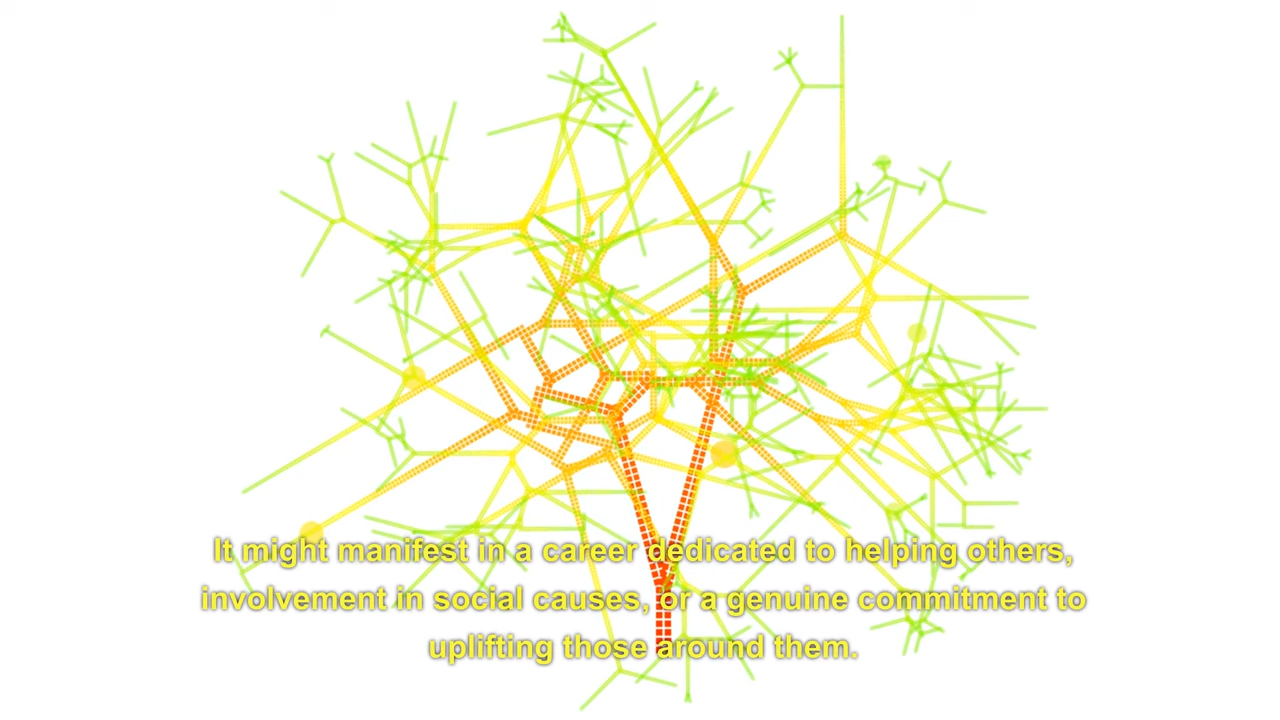 It might manifest in a career dedicated to helping others,
involvement in social causes, or a genuine commitment to
uplifting those around them.